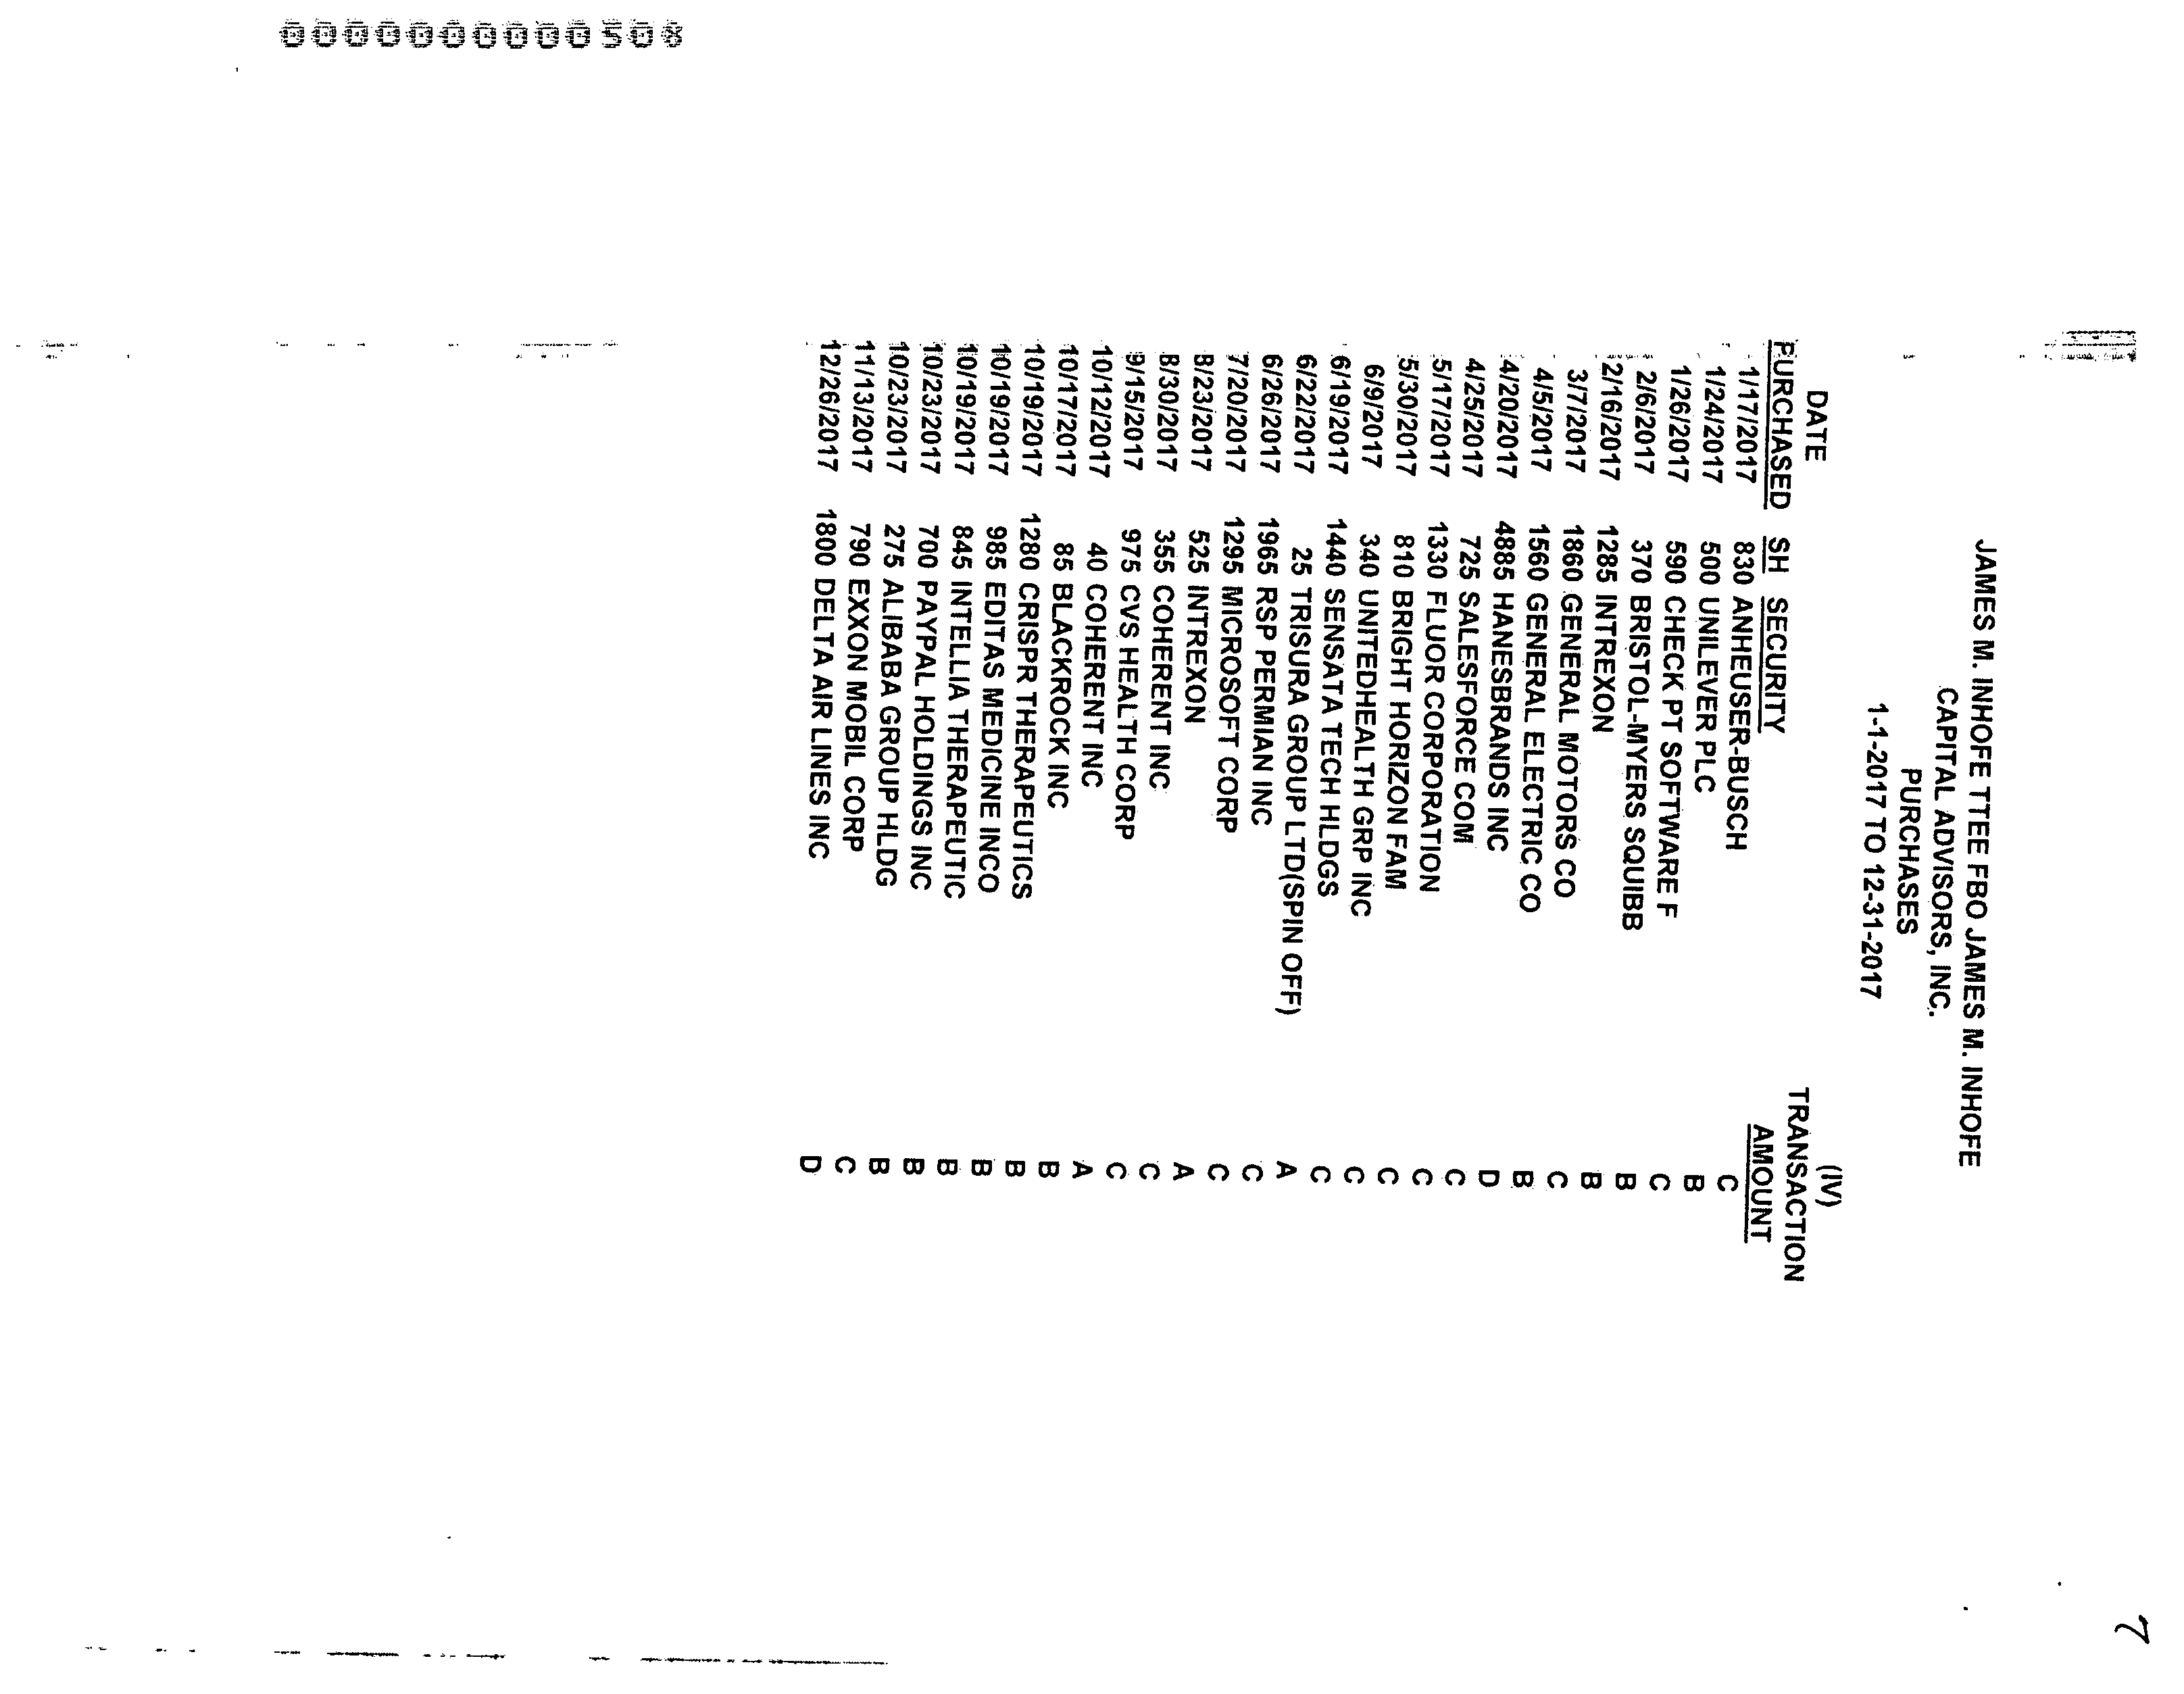 7
JAMES M. INHOFE TTEE FBO JAMES M. INHOFE
CAPITAL ADVISORS, INC.
PURCHASES
1-1-2017 TO 12-31-2017
(IV)
DATE TRANSACTION
PURCHASED SH SECURITY AMOUNT
1/17/2017 830 ANHEUSER-BUSCH C
1/24/2017 500 UNILEVER PLC B
1/26/2017 590 CHECK PT SOFTWARE F C
2/6/2017 370 BRISTOL-MYERS SQUIBB B
2/16/2017 1285 INTREXON B
3/7/2017 1860 GENERAL MOTORS CO C
4/5/2017 1560 GENERAL ELECTRIC CO B
4/20/2017 4885 HANESBRANDS INC D
4/25/2017 725 SALESFORCE COM C
5/17/2017 1330 FLUOR CORPORATION C
5/30/2017 810 BRIGHT HORIZON FAM C
6/9/2017 340 UNITEDHEALTH GRP INC C
6/19/2017 1440 SENSATA TECH HLDGS C
6/22/2017 25 TRISURA GROUP LTD(SPIN OFF) A
6/26/2017 1965 RSP PERMIAN INC C
7/20/2017 1295 MICROSOFT CORP C
8/23/2017 525 INTREXON A
8/30/2017 355 COHERENT INC C
9/15/2017 975 CVS HEALTH CORP C
10/12/2017 40 COHERENT INC A
10/17/2017 85 BLACKROCK INC B
10/19/2017 1280 CRISPR THERAPEUTICS B
10/19/2017 985 EDITAS MEDICINE INCO B
10/19/2017 845 INTELLIA THERAPEUTIC B
10/23/2017 700 PAYPAL HOLDINGS INC B
10/23/2017 275 ALIBABA GROUP HLDG B
11/13/2017 790 EXXON MOBIL CORP C
12/26/2017 1800 DELTA AIR LINES INC D
0000000000508